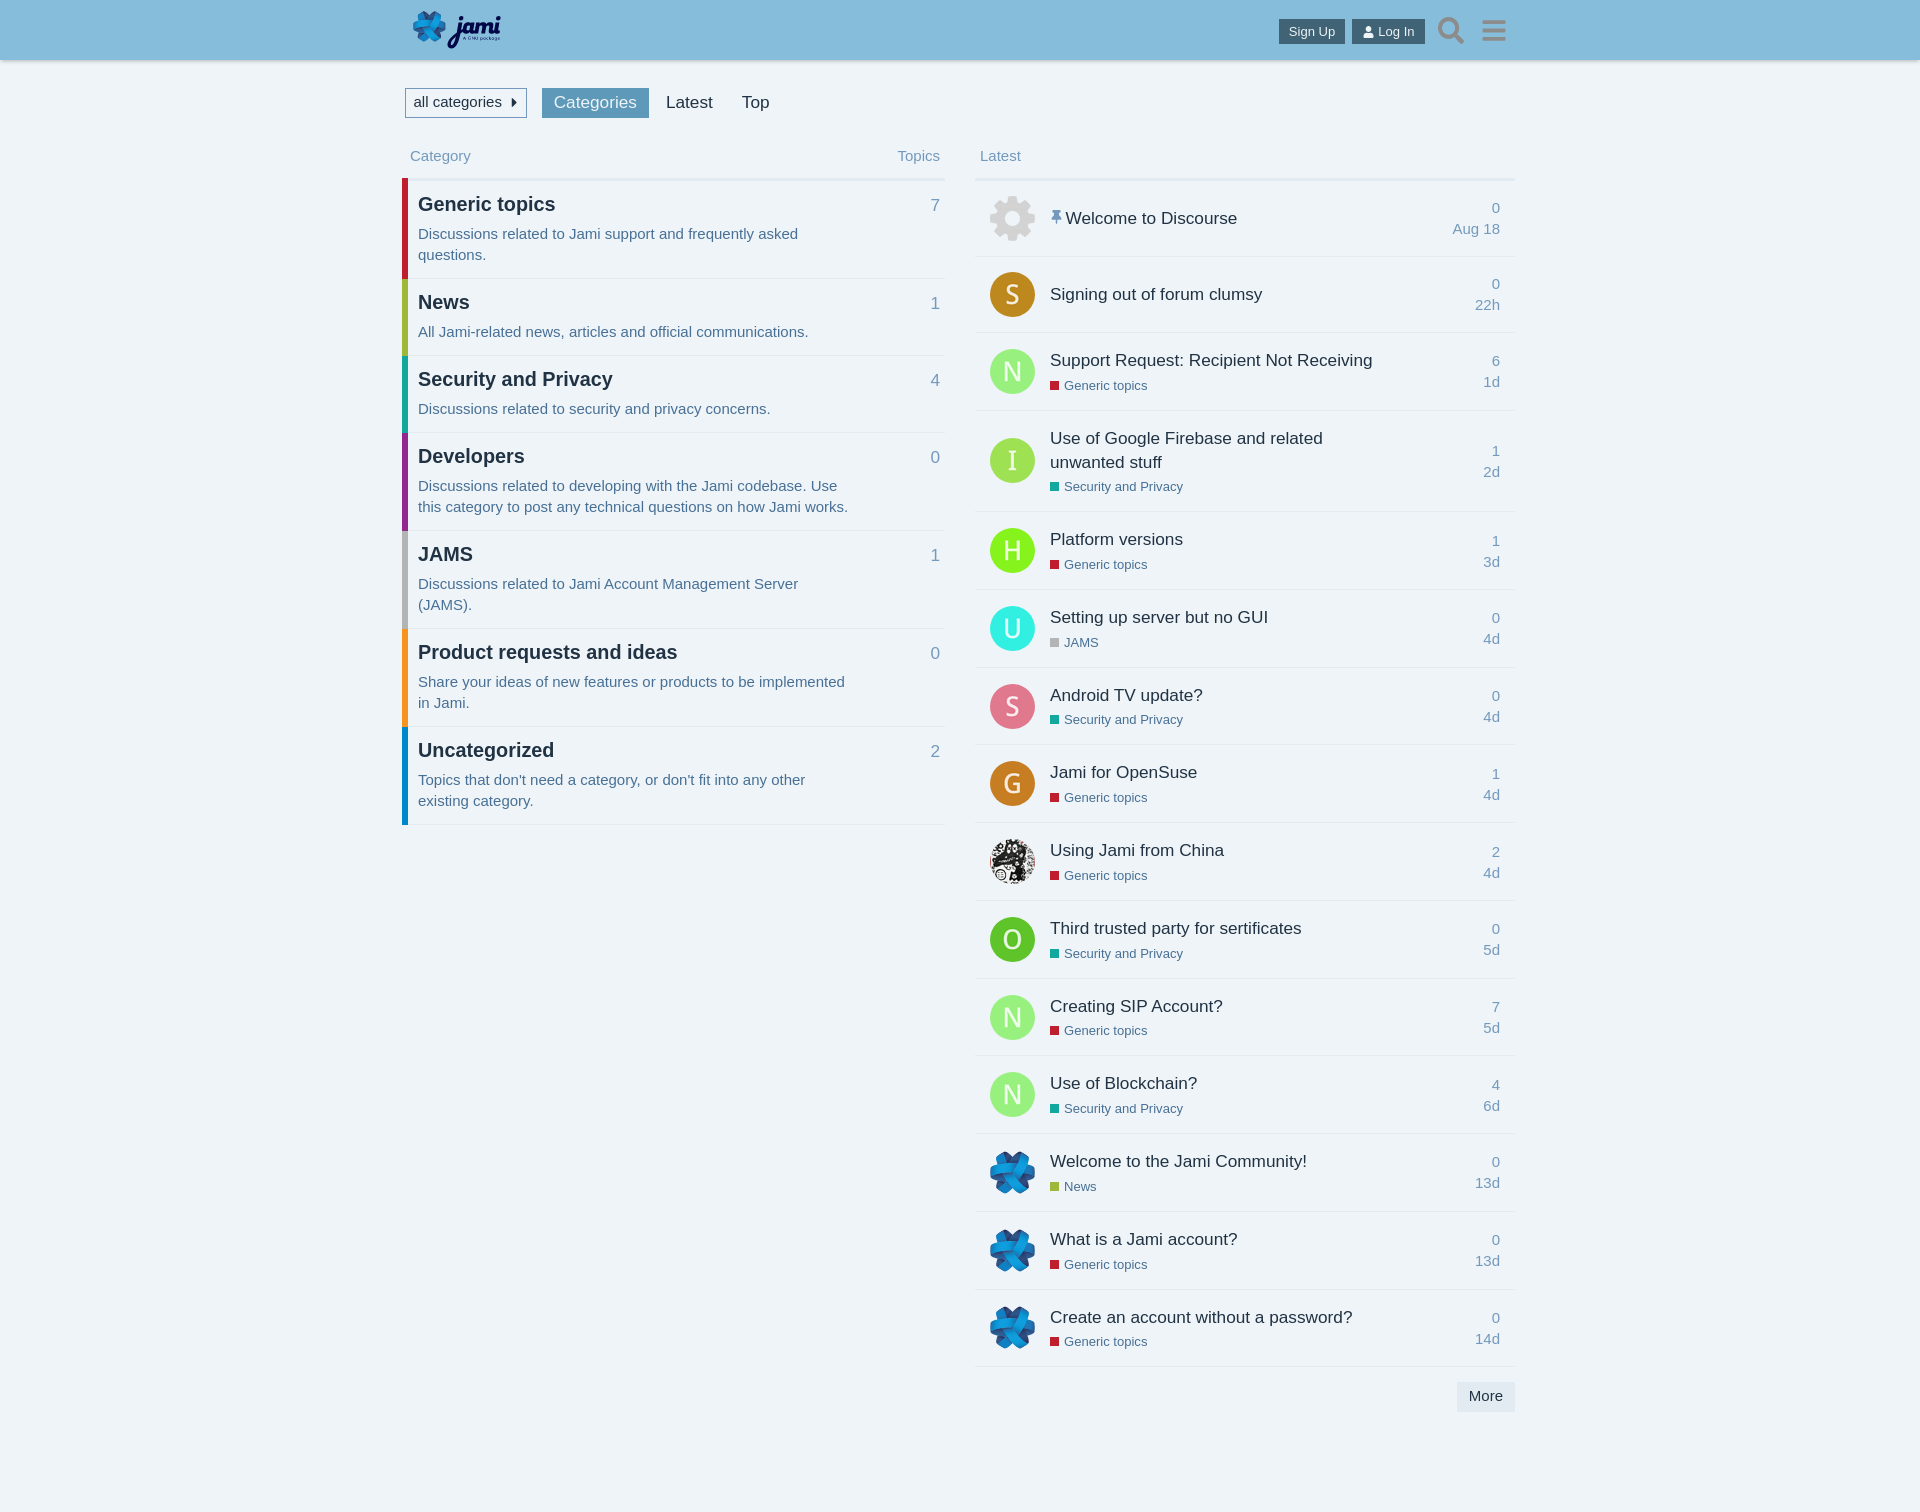 jami
A GNU package
Sign Up
Log In
all categories
Categories
Latest
Top
Category
Topics
Generic topics
7
Discussions related to Jami support and frequently asked
questions.
News
1
All Jami-related news, articles and official communications.
Security and Privacy
4
Discussions related to security and privacy concerns.
Developers
0
Discussions related to developing with the Jami codebase. Use
this category to post any technical questions on how Jami works.
JAMS
1
Discussions related to Jami Account Management Server
(JAMS).
Product requests and ideas
0
Share your ideas of new features or products to be implemented
in Jami.
Uncategorized
2
Topics that don't need a category, or don't fit into any other
existing category.
Latest
Welcome to Discourse
0
Aug 18
S
Signing out of forum clumsy
0
22h
N
Support Request: Recipient Not Receiving
Generic topics
6
1d
I
Use of Google Firebase and related
unwanted stuff
Security and Privacy
1
2d
H
Platform versions
Generic topics
1
3d
U
Setting up server but no GUI
JAMS
0
4d
S
Android TV update?
Security and Privacy
0
4d
G
Jami for OpenSuse
Generic topics
1
4d
Using Jami from China
Generic topics
2
4d
O
Third trusted party for sertificates
Security and Privacy
0
5d
N
Creating SIP Account?
Generic topics
7
5d
N
Use of Blockchain?
Security and Privacy
4
6d
Welcome to the Jami Community!
News
0
13d
What is a Jami account?
Generic topics
0
13d
Create an account without a password?
Generic topics
0
14d
More